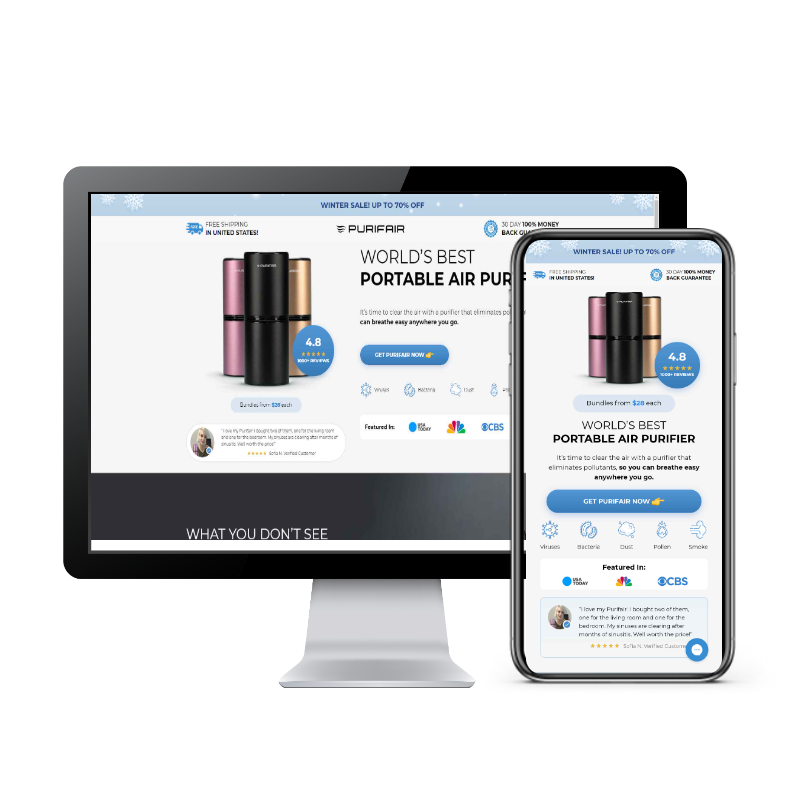 WINTER SALE! UP TO 70% OFF
FREE SHIPPING
IN UNITED STATES!
PURIFAIR
30 DAY 100% MONEY
BACK
WORLD'S BEST
PORTABLE AIR
It's time to clear the air with a purifier that eliminates
can breathe easy anywhere you go.
4.8
★★★★★
1000+ REVIEWS
GET PURIFAIR NOW 👉
Bundles from $28 each
Viruses
Bacteria
Dust
Featured In:
USA
TODAY
CBS
"I love my Purifair! I bought two of them, one for the living room
and one for the bedroom. My sinuses are clearing after months of
sinusitis. Well worth the price!"
★★★★★ Sofia N. Verified Customer
WHAT YOU DON'T SEE
WINTER SALE! UP TO 70% OFF
FREE SHIPPING
IN UNITED STATES!
30 DAY 100% MONEY
BACK GUARANTEE
4.8
★★★★★
1000+ REVIEWS
Bundles from $28 each
WORLD'S BEST
PORTABLE AIR PURIFIER
It's time to clear the air with a purifier that
eliminates pollutants, so you can breathe easy
anywhere you go.
GET PURIFAIR NOW 👉
Viruses
Bacteria
Dust
Pollen
Smoke
Featured In:
USA
TODAY
CBS
"I love my Purifair! I bought two of them,
one for the living room and one for the
bedroom. My sinuses are clearing after
months of sinusitis. Well worth the price!"
★★★★★ Sofia N. Verified